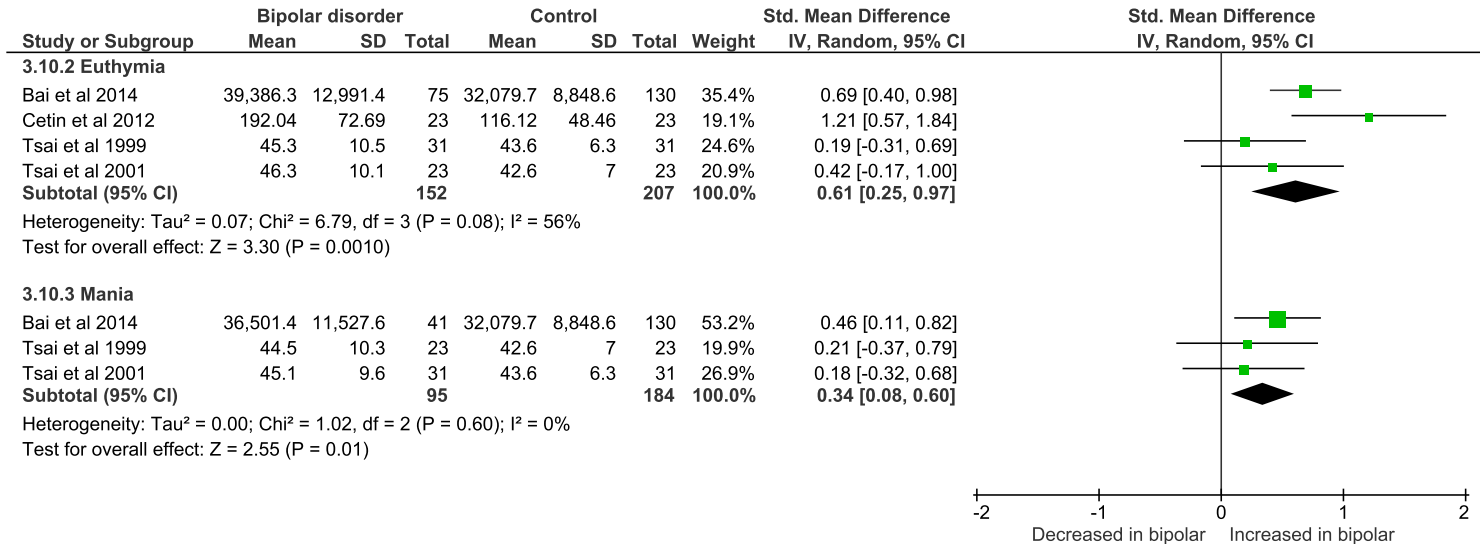 Bipolar disorder Control Std. Mean Difference Std. Mean Difference
Study or Subgroup Mean SD Total Mean SD Total Weight IV, Random, 95% CI IV, Random, 95% CI
3.10.2 Euthymia
Bai et al 2014 39,386.3 12,991.4 75 32,079.7 8,848.6 130 35.4% 0.69 [0.40, 0.98]
Cetin et al 2012 192.04 72.69 23 116.12 48.46 23 19.1% 1.21 [0.57, 1.84]
Tsai et al 1999 45.3 10.5 31 43.6 6.3 31 24.6% 0.19 [-0.31, 0.69]
Tsai et al 2001 46.3 10.1 23 42.6 7 23 20.9% 0.42 [-0.17, 1.00]
Subtotal (95% CI) 152 207 100.0% 0.61 [0.25, 0.97]
Heterogeneity: Tau² = 0.07; Chi² = 6.79, df = 3 (P = 0.08); I² = 56%
Test for overall effect: Z = 3.30 (P = 0.0010)
3.10.3 Mania
Bai et al 2014 36,501.4 11,527.6 41 32,079.7 8,848.6 130 53.2% 0.46 [0.11, 0.82]
Tsai et al 1999 44.5 10.3 23 42.6 7 23 19.9% 0.21 [-0.37, 0.79]
Tsai et al 2001 45.1 9.6 31 43.6 6.3 31 26.9% 0.18 [-0.32, 0.68]
Subtotal (95% CI) 95 184 100.0% 0.34 [0.08, 0.60]
Heterogeneity: Tau² = 0.00; Chi² = 1.02, df = 2 (P = 0.60); I² = 0%
Test for overall effect: Z = 2.55 (P = 0.01)
-2 -1 0 1 2
Decreased in bipolar Increased in bipolar